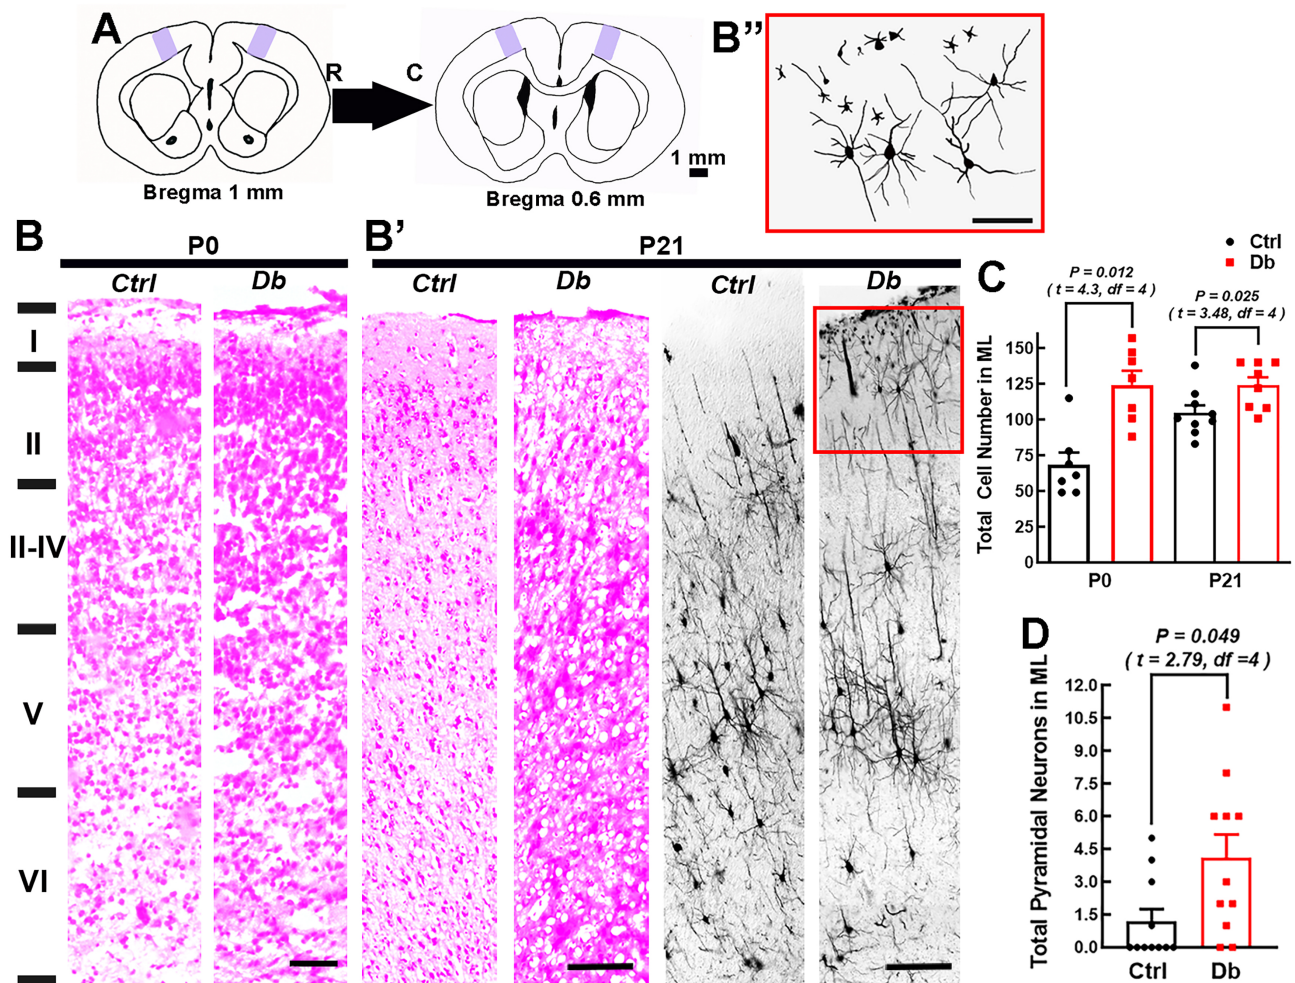 A
R
C
Bregma 1 mm
Bregma 0.6 mm
1 mm
B”
B
P0
Ctrl
Db
B’
P21
Ctrl
Db
Ctrl
Db
I
II
II-IV
V
VI
C
Ctrl
Db
P = 0.012
( t = 4.3, df = 4 )
P = 0.025
( t = 3.48, df = 4 )
Total Cell Number in ML
150
125
100
75
50
25
0
P0
P21
D
P = 0.049
( t = 2.79, df =4 )
Total Pyramidal Neurons in ML
12.0
10.5
9.0
7.5
6.0
4.5
3.0
1.5
0.0
Ctrl
Db